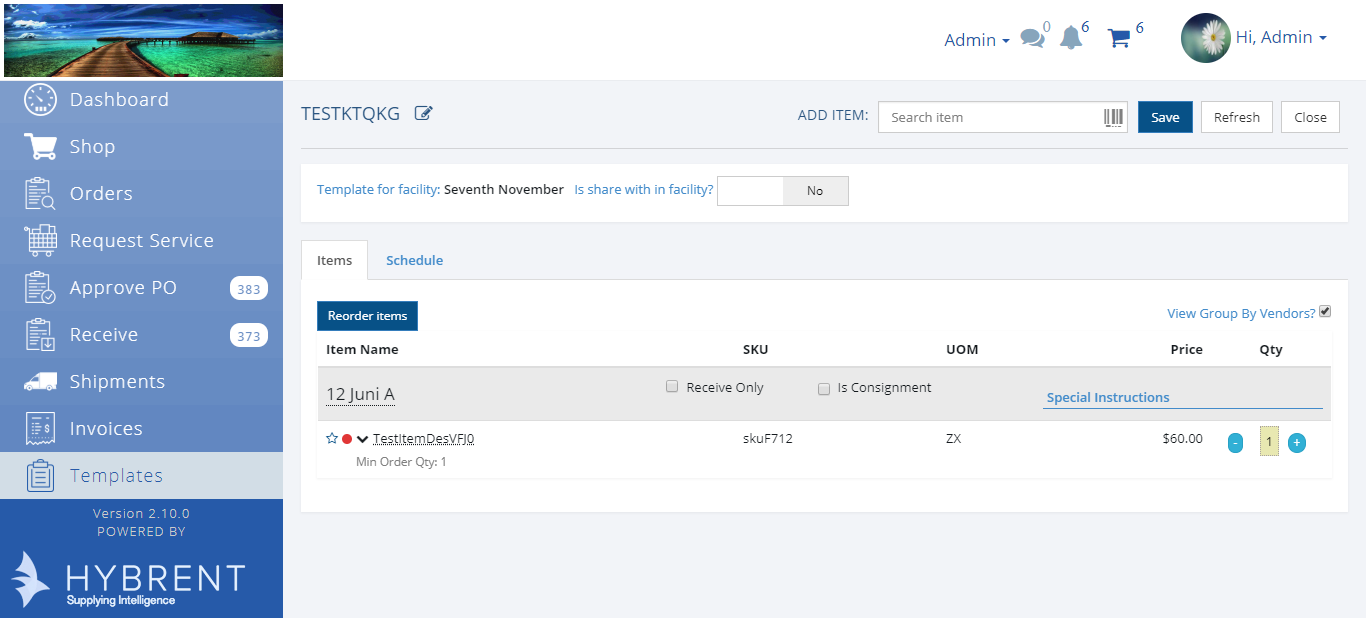 Admin 0 6 6 Hi, Admin
Dashboard
Shop
Orders
Request Service
Approve PO 383
Receive 373
Shipments
Invoices
Templates
Version 2.10.0
POWERED BY
HYBRENT
Supplying Intelligence
TESTKTQKG ADD ITEM: Search item Save Refresh Close
Template for facility: Seventh November Is share with in facility? No
Items Schedule
Reorder items View Group By Vendors?
Item Name SKU UOM Price Qty
12 Juni A Receive Only Is Consignment Special Instructions
TestItemDesVFJ0 skuF712 ZX $60.00 - 1 +
Min Order Qty: 1